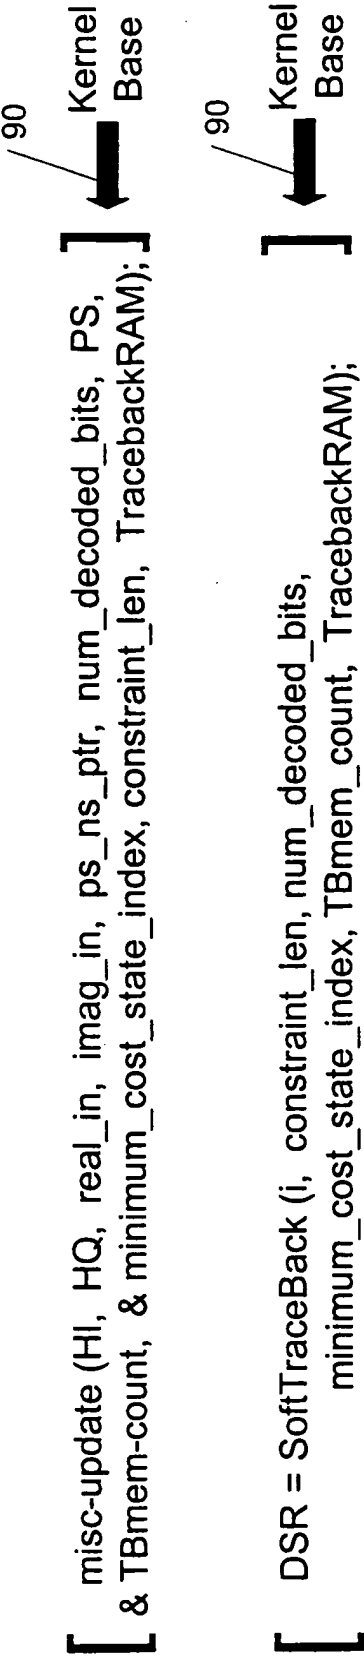 [ misc-update (HI, HQ, real_in, imag_in, ps_ns_ptr, num_decoded_bits, PS,
& TBmem-count, & minimum_cost_state_index, constraint_len, TracebackRAM); ]
90
Kernel
Base
[ DSR = SoftTraceBack (i, constraint_len, num_decoded_bits,
minimum_cost_state_index, TBmem_count, TracebackRAM); ]
90
Kernel
Base